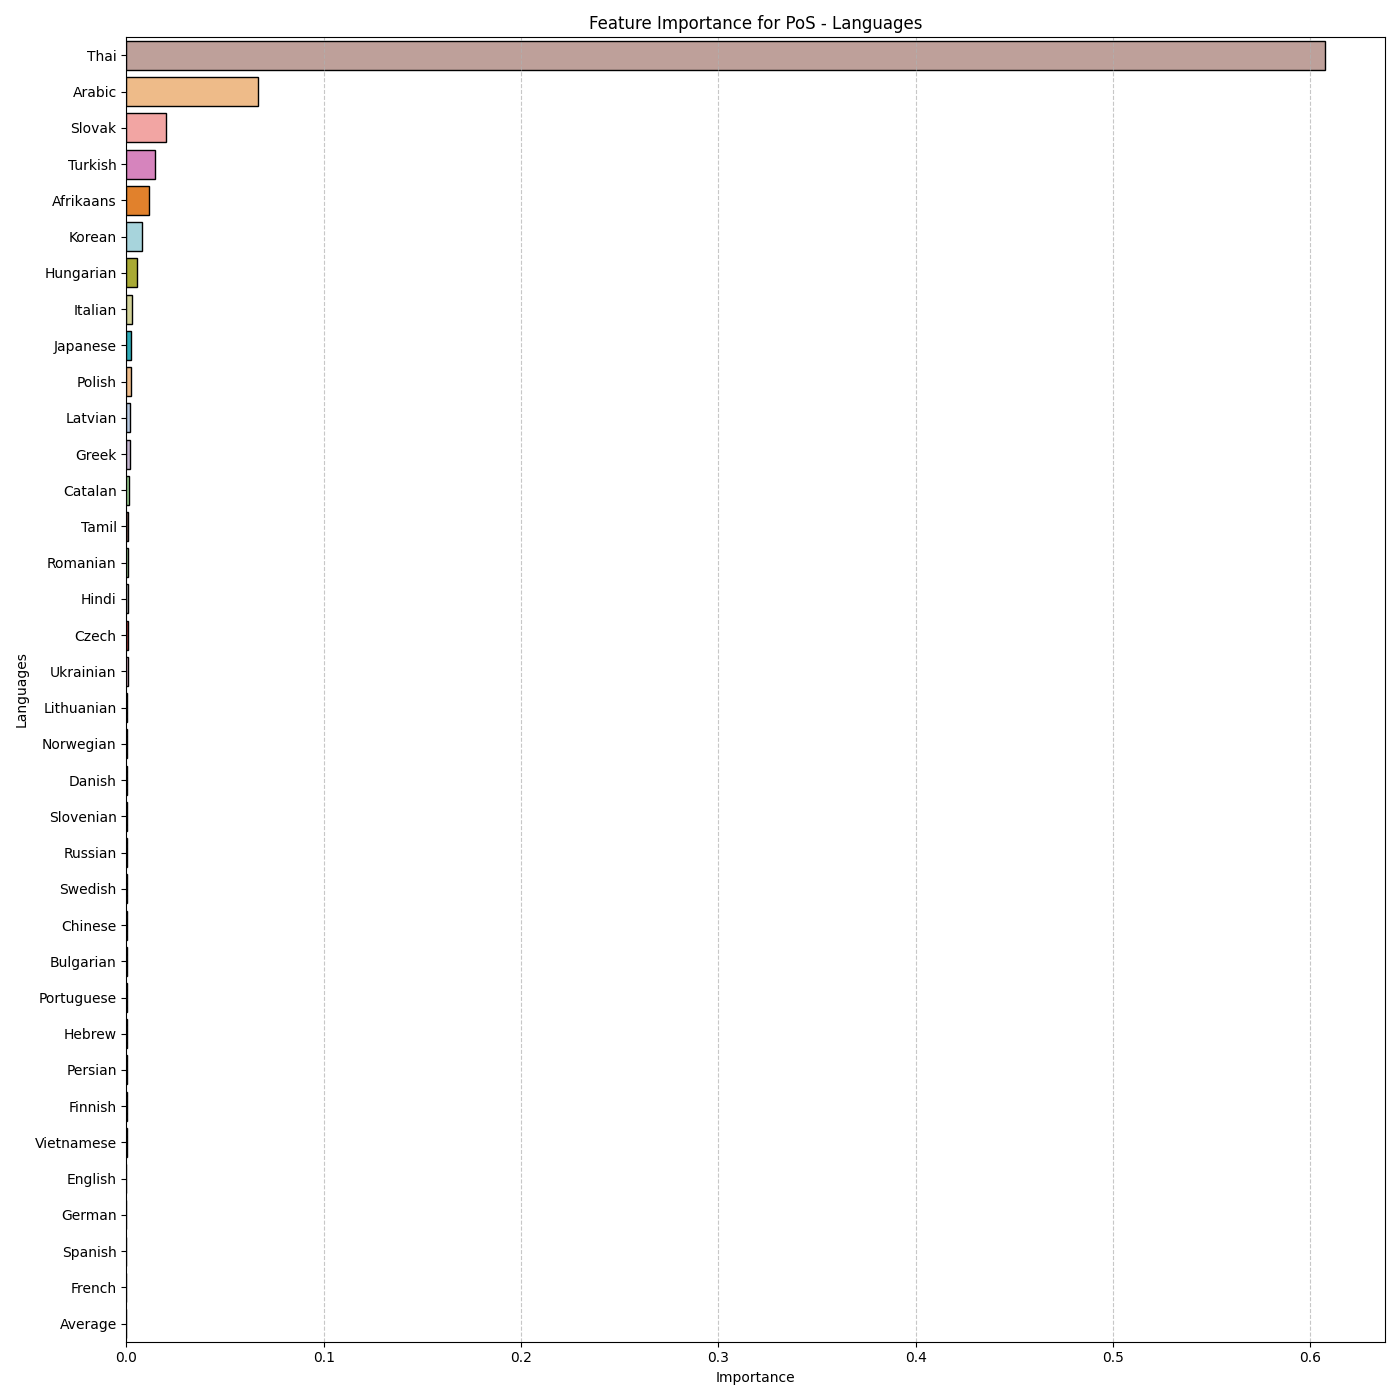 Feature Importance for PoS - Languages
Thai
Arabic
Slovak
Turkish
Afrikaans
Korean
Hungarian
Italian
Japanese
Polish
Latvian
Greek
Catalan
Tamil
Romanian
Hindi
Czech
Ukrainian
Lithuanian
Norwegian
Danish
Slovenian
Russian
Swedish
Chinese
Bulgarian
Portuguese
Hebrew
Persian
Finnish
Vietnamese
English
German
Spanish
French
Average
Languages
0.0 0.1 0.2 0.3 0.4 0.5 0.6
Importance